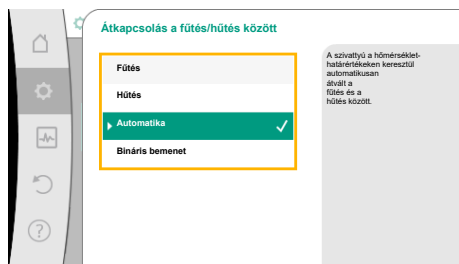 Átkapcsolás a fűtés/hűtés között
Fűtés
Hűtés
Automatika
Bináris bemenet
A szivattyú a hőmérséklet-
határértékeken keresztül
automatikusan
átvált a
fűtés és a
hűtés között.
?